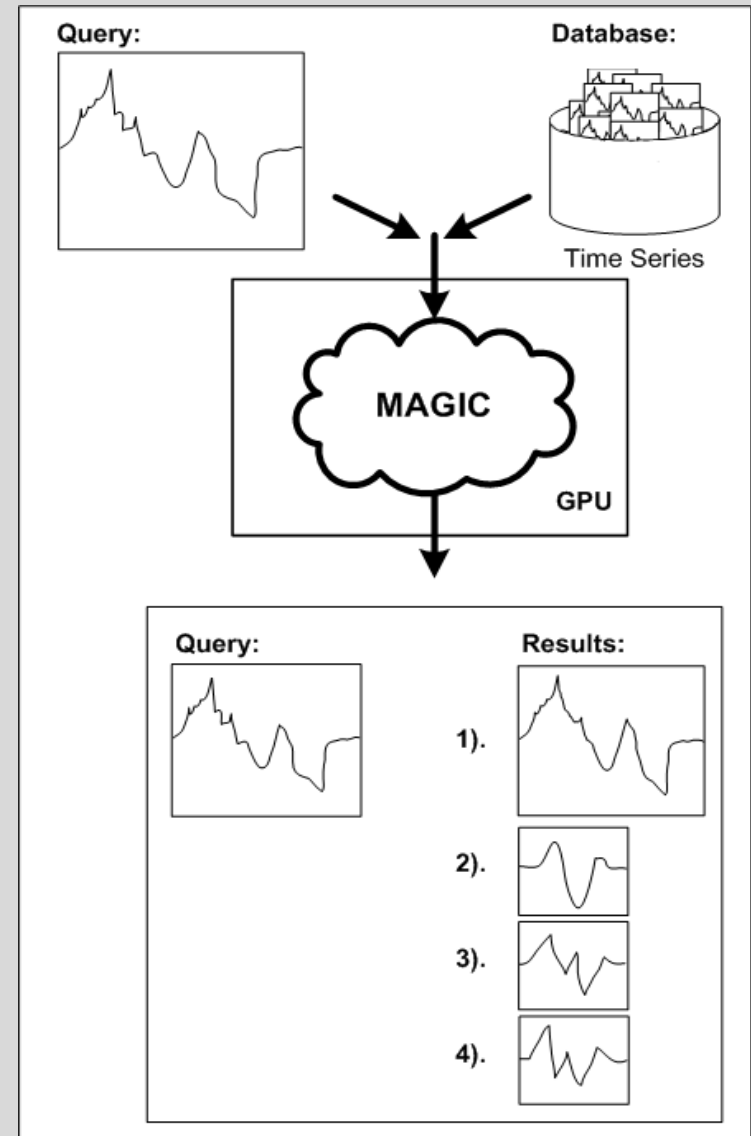 Query:
Database:
Time Series
MAGIC
GPU
Query:
Results:
1).
2).
3).
4).